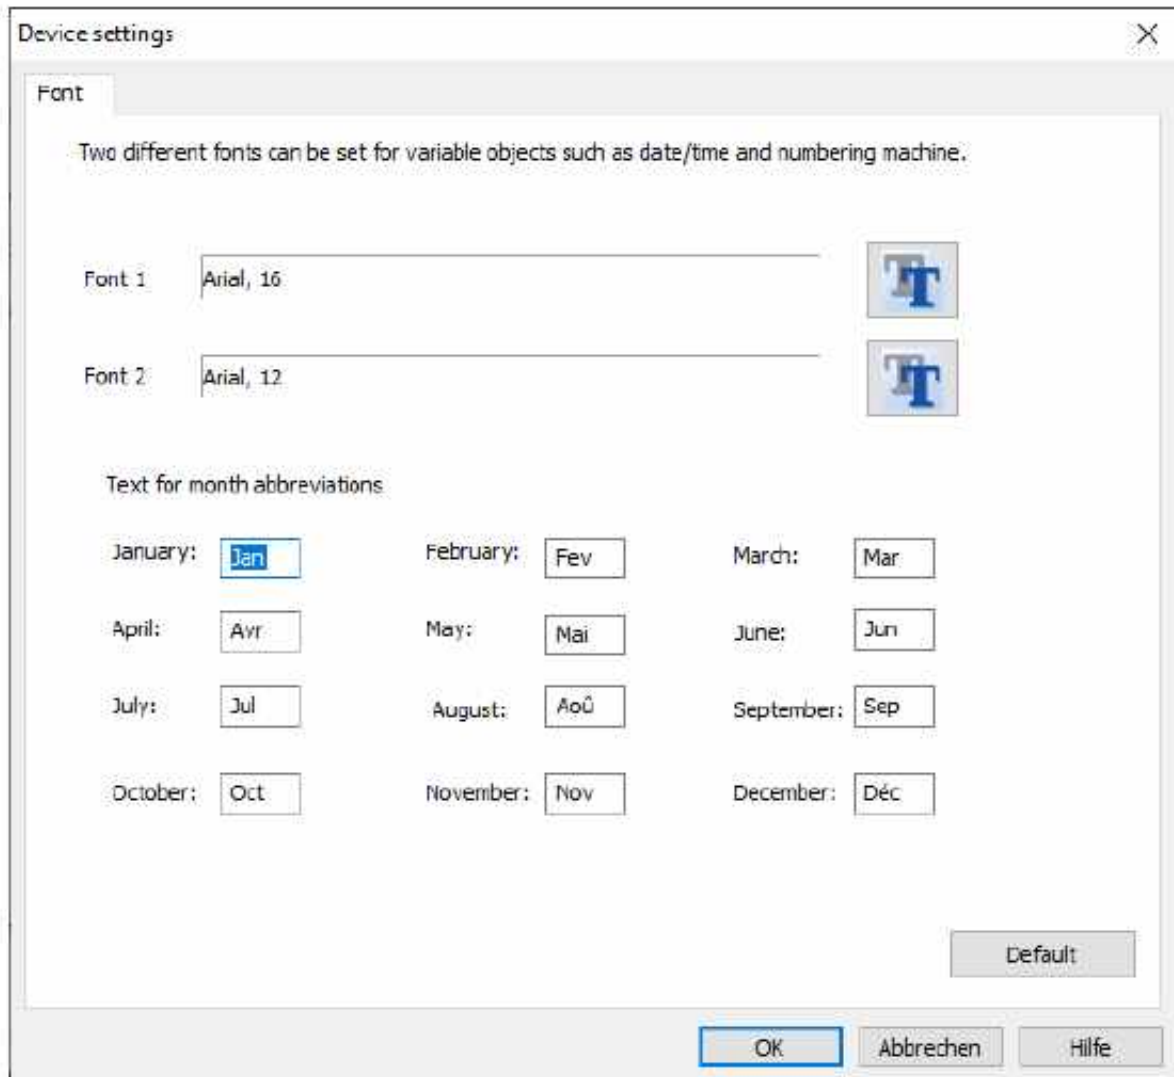 Device settings
Font
Two different fonts can be set for variable objects such as date/time and numbering machine.
Font 1 Arial, 16
Font 2 Arial, 12
Text for month abbreviations
January: Jan February: Fev March: Mar
April: Avr May: Mai June: Jun
July: Jul August: Aoû September: Sep
October: Oct November: Nov December: Déc
Default
OK Abbrechen Hilfe